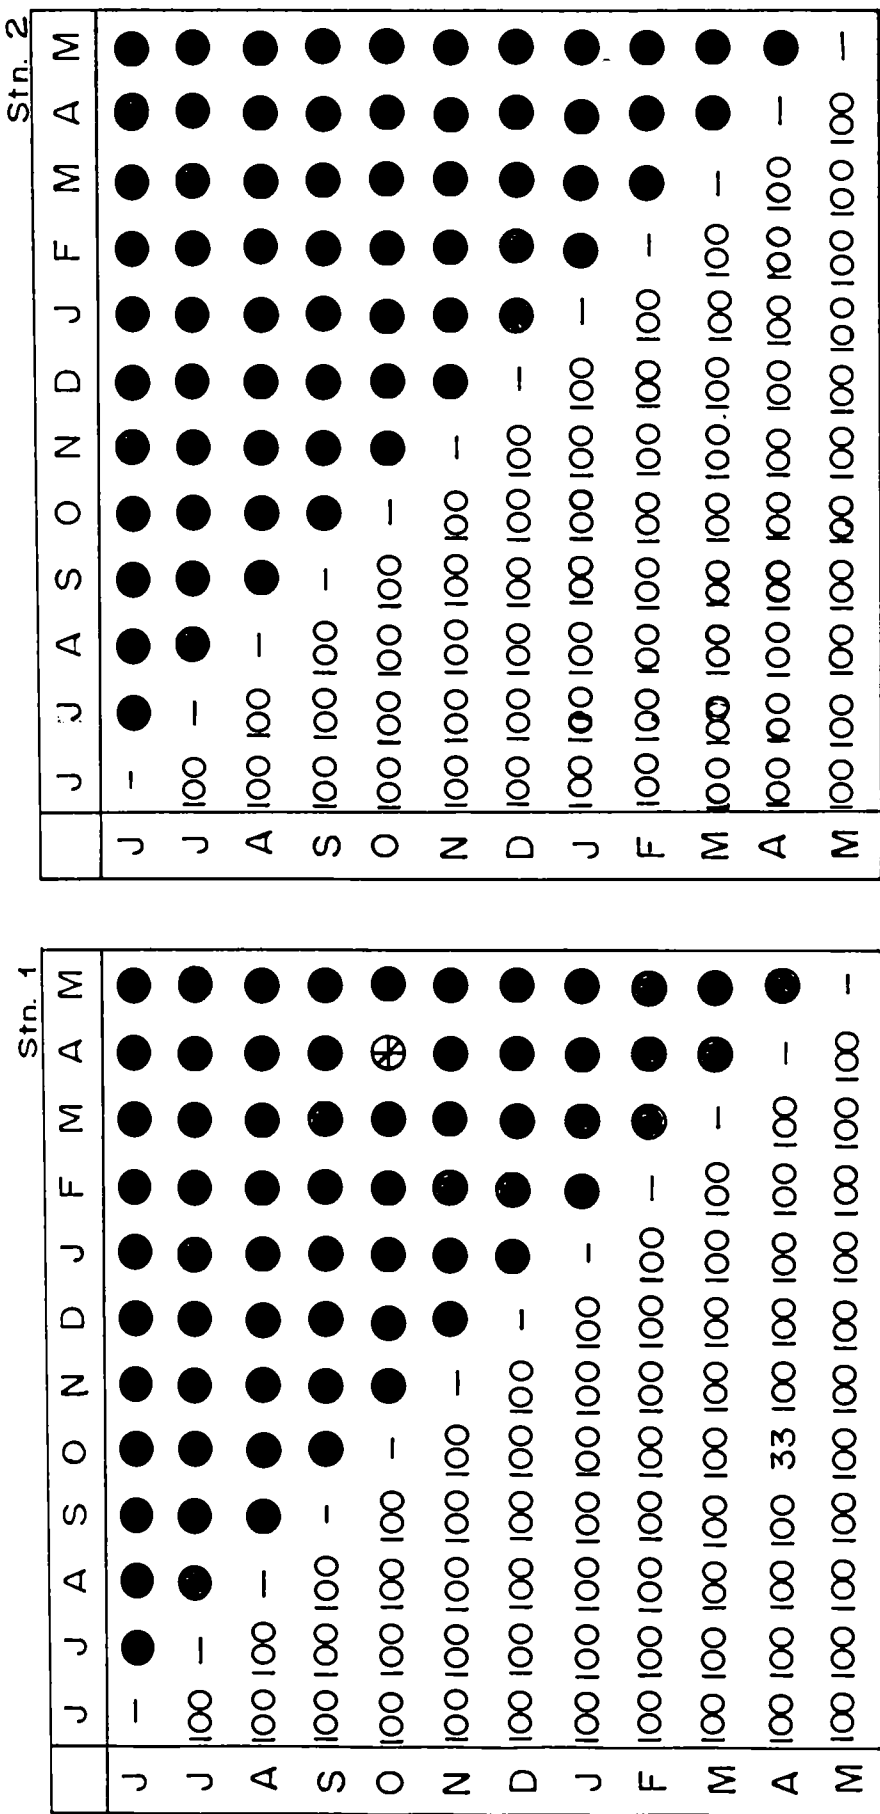 Stn. 1
J J A S O N D J F M A M
J –
J 100 –
A 100 100 –
S 100 100 100 –
O 100 100 100 100 –
N 100 100 100 100 100 –
D 100 100 100 100 100 100 –
J 100 100 100 100 100 100 100 –
F 100 100 100 100 100 100 100 100 –
M 100 100 100 100 100 100 100 100 100 –
A 100 100 100 100 33 100 100 100 100 100 –
M 100 100 100 100 100 100 100 100 100 100 100 –
Stn. 2
J J A S O N D J F M A M
J –
J 100 –
A 100 100 –
S 100 100 100 –
O 100 100 100 100 –
N 100 100 100 100 100 –
D 100 100 100 100 100 100 –
J 100 100 100 100 100 100 100 –
F 100 100 100 100 100 100 100 100 –
M 100 100 100 100 100 100 100 100 100 –
A 100 100 100 100 100 100 100 100 100 100 –
M 100 100 100 100 100 100 100 100 100 100 100 –